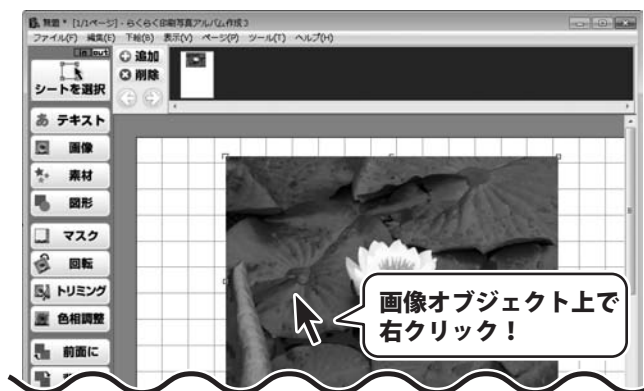 無題 * [1/1ページ] - らくらく印刷写真アルバム作成3
ファイル(F) 編集(E) 下絵(B) 表示(V) ページ(P) ツール(T) ヘルプ(H)
in out
追加
削除
シートを選択
あ テキスト
画像
素材
図形
マスク
回転
トリミング
色相調整
前面に
画像オブジェクト上で
右クリック！